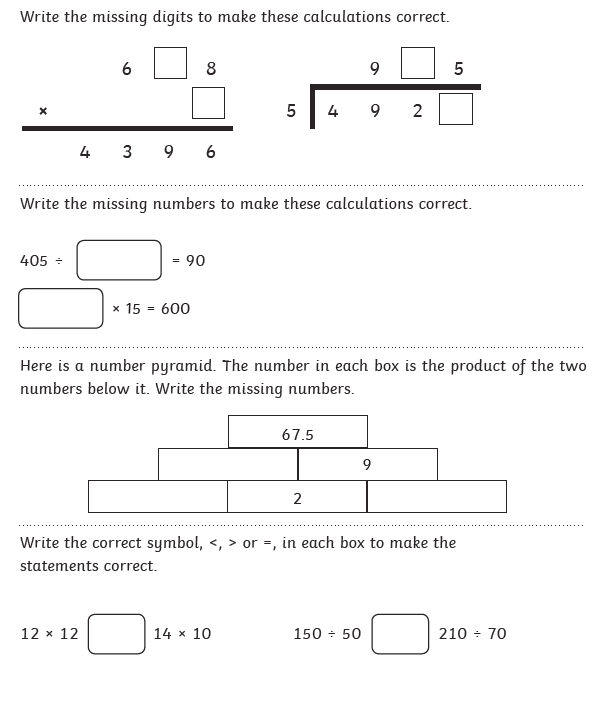 Write the missing digits to make these calculations correct.
6 8
×
4 3 9 6
9 5
5 4 9 2
Write the missing numbers to make these calculations correct.
405 ÷ = 90
× 15 = 600
Here is a number pyramid. The number in each box is the product of the two
numbers below it. Write the missing numbers.
67.5
9
2
Write the correct symbol, <, > or =, in each box to make the
statements correct.
12 × 12 14 × 10 150 ÷ 50 210 ÷ 70